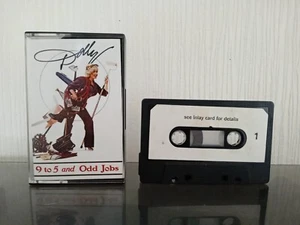 Dolly
9 to 5 and Odd Jobs
see inlay card for details
1